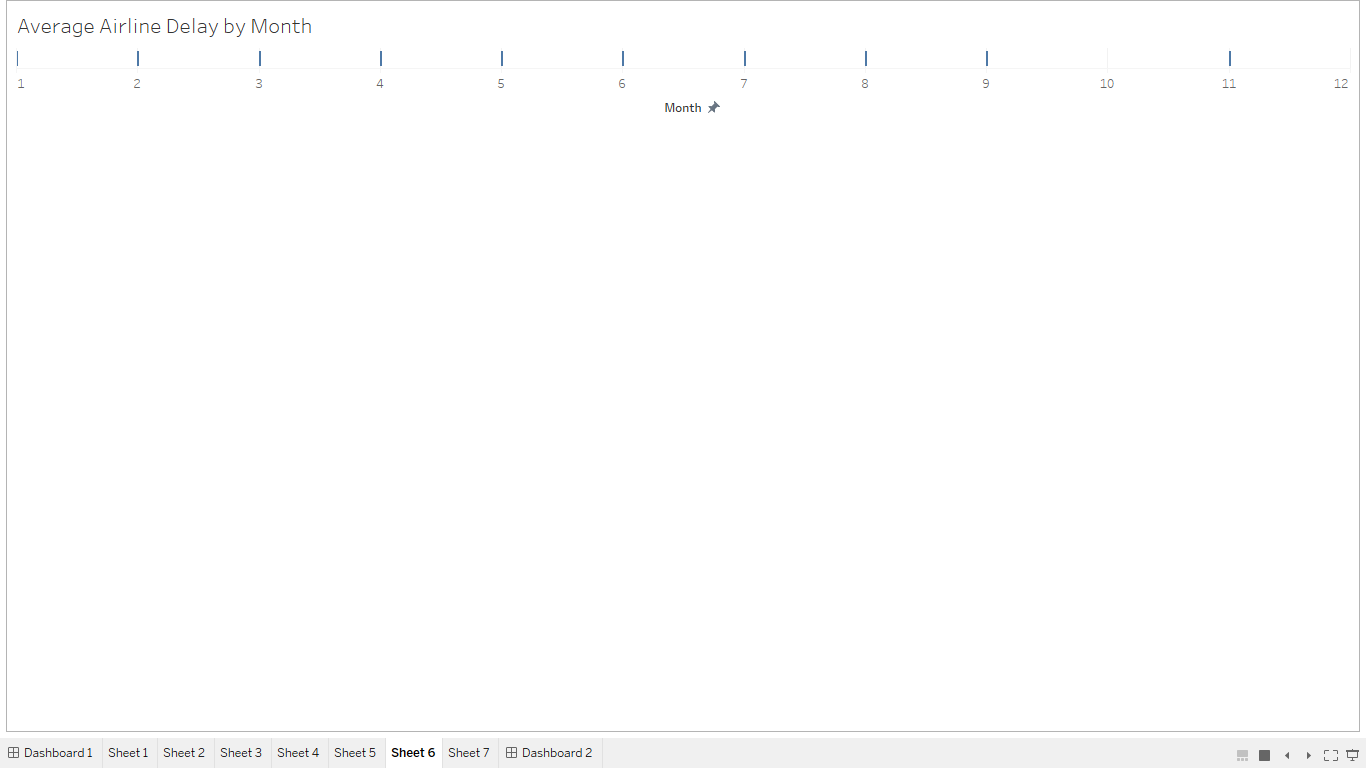 Average Airline Delay by Month
1 2 3 4 5 6 7 8 9 10 11 12
Month
Dashboard 1 Sheet 1 Sheet 2 Sheet 3 Sheet 4 Sheet 5 Sheet 6 Sheet 7 Dashboard 2